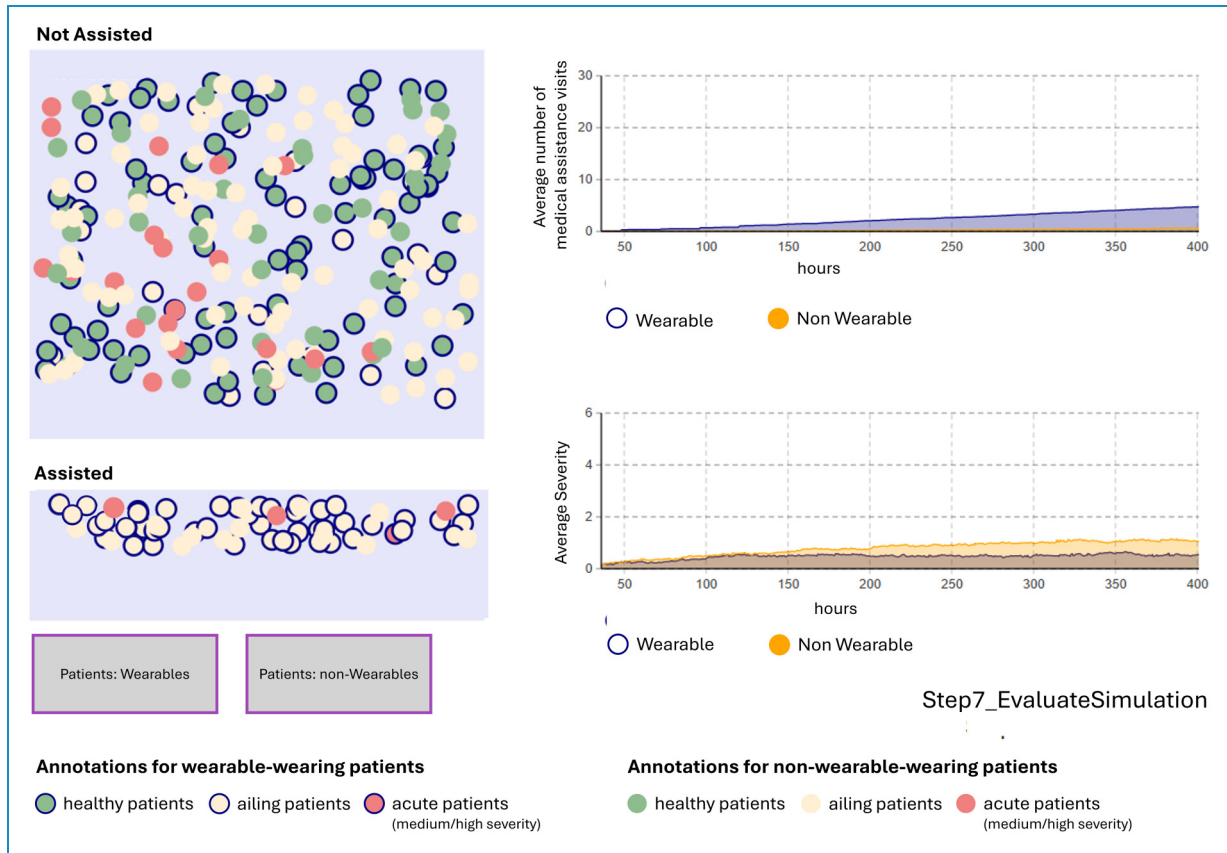 Not Assisted
Assisted
Patients: Wearables
Patients: non-Wearables
Average number of
medical assistance visits
30
20
10
0
50 100 150 200 250 300 350 400
hours
Wearable
Non Wearable
Average Severity
6
4
2
0
50 100 150 200 250 300 350 400
hours
Wearable
Non Wearable
Step7_EvaluateSimulation
Annotations for wearable-wearing patients
healthy patients
ailing patients
acute patients
(medium/high severity)
Annotations for non-wearable-wearing patients
healthy patients
ailing patients
acute patients
(medium/high severity)